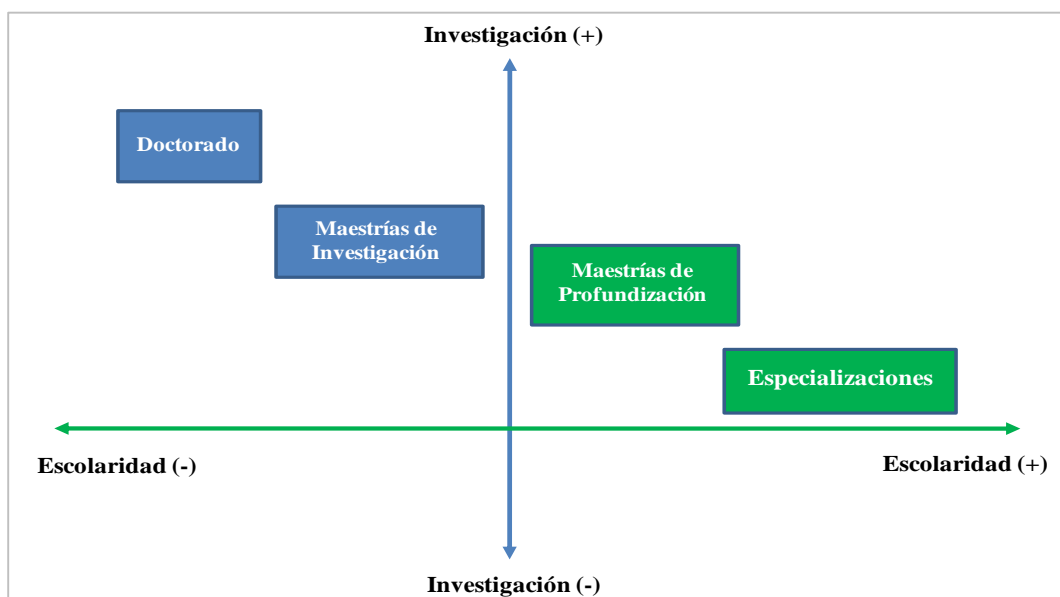 Investigación (+)
Doctorado
Maestrías de
Investigación
Maestrías de
Profundización
Especializaciones
Escolaridad (-)
Escolaridad (+)
Investigación (-)